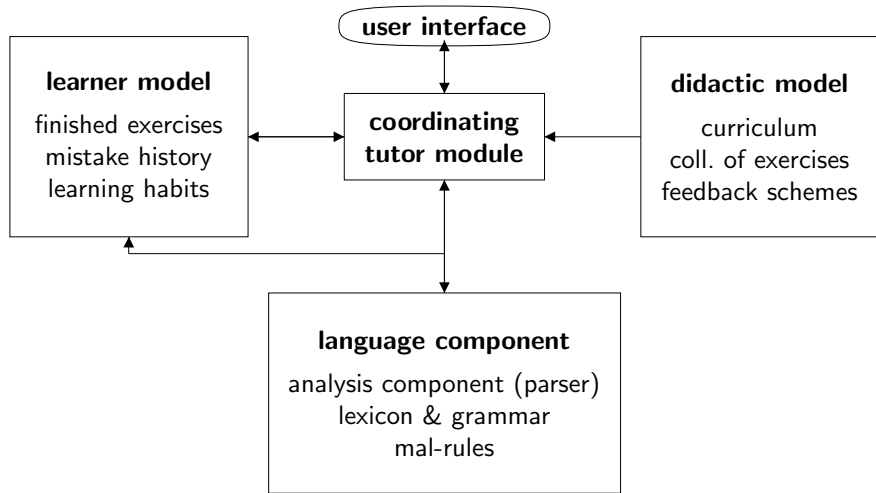 user interface
learner model
finished exercises
mistake history
learning habits
coordinating
tutor module
didactic model
curriculum
coll. of exercises
feedback schemes
language component
analysis component (parser)
lexicon & grammar
mal-rules